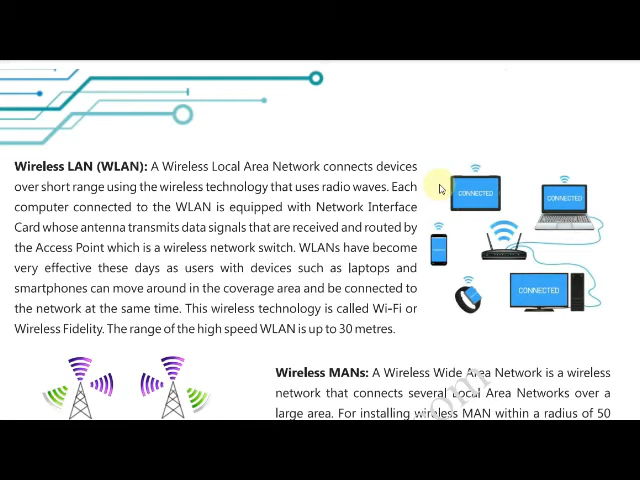 Wireless LAN (WLAN): A Wireless Local Area Network connects devices
over short range using the wireless technology that uses radio waves. Each
computer connected to the WLAN is equipped with Network Interface
Card whose antenna transmits data signals that are received and routed by
the Access Point which is a wireless network switch. WLANs have become
very effective these days as users with devices such as laptops and
smartphones can move around in the coverage area and be connected to
the network at the same time. This wireless technology is called Wi-Fi or
Wireless Fidelity. The range of the high speed WLAN is up to 30 metres.
CONNECTED
CONNECTED
CONNECTED
CONNECTED
Wireless MANs: A Wireless Wide Area Network is a wireless
network that connects several Local Area Networks over a
large area. For installing wireless MAN within a radius of 50
om